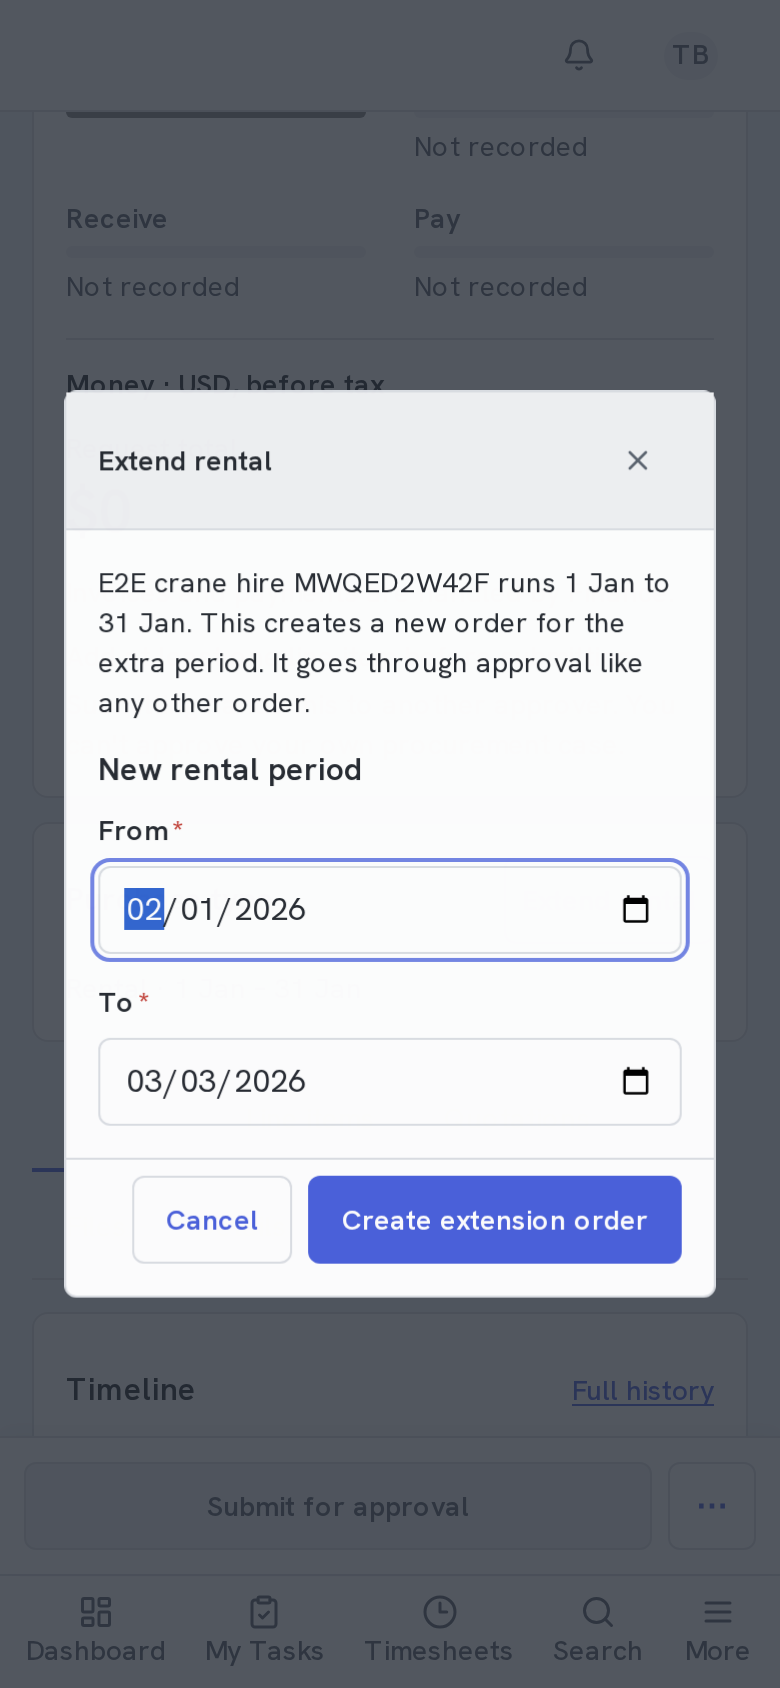 TB
Not recorded
Receive
Pay
Not recorded
Not recorded
Money · USD, before tax
Extend rental
$0
E2E crane hire MWQED2W42F runs 1 Jan to
31 Jan. This creates a new order for the
extra period. It goes through approval like
any other order.
New rental period
From *
02/01/2026
To *
03/03/2026
Cancel
Create extension order
Timeline
Full history
Submit for approval
...
Dashboard
My Tasks
Timesheets
Search
More